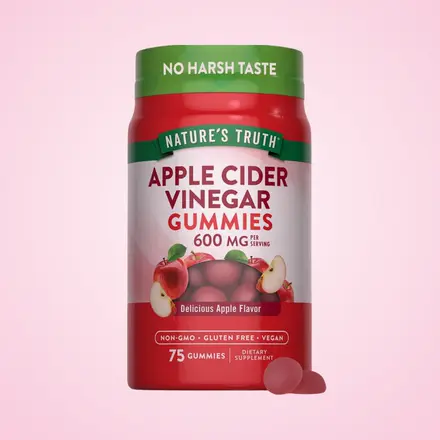 NO HARSH TASTE
NATURE'S TRUTH®
APPLE CIDER
VINEGAR
GUMMIES
600 MG PER SERVING
Delicious Apple Flavor
NON-GMO • GLUTEN FREE • VEGAN
75 GUMMIES
DIETARY SUPPLEMENT